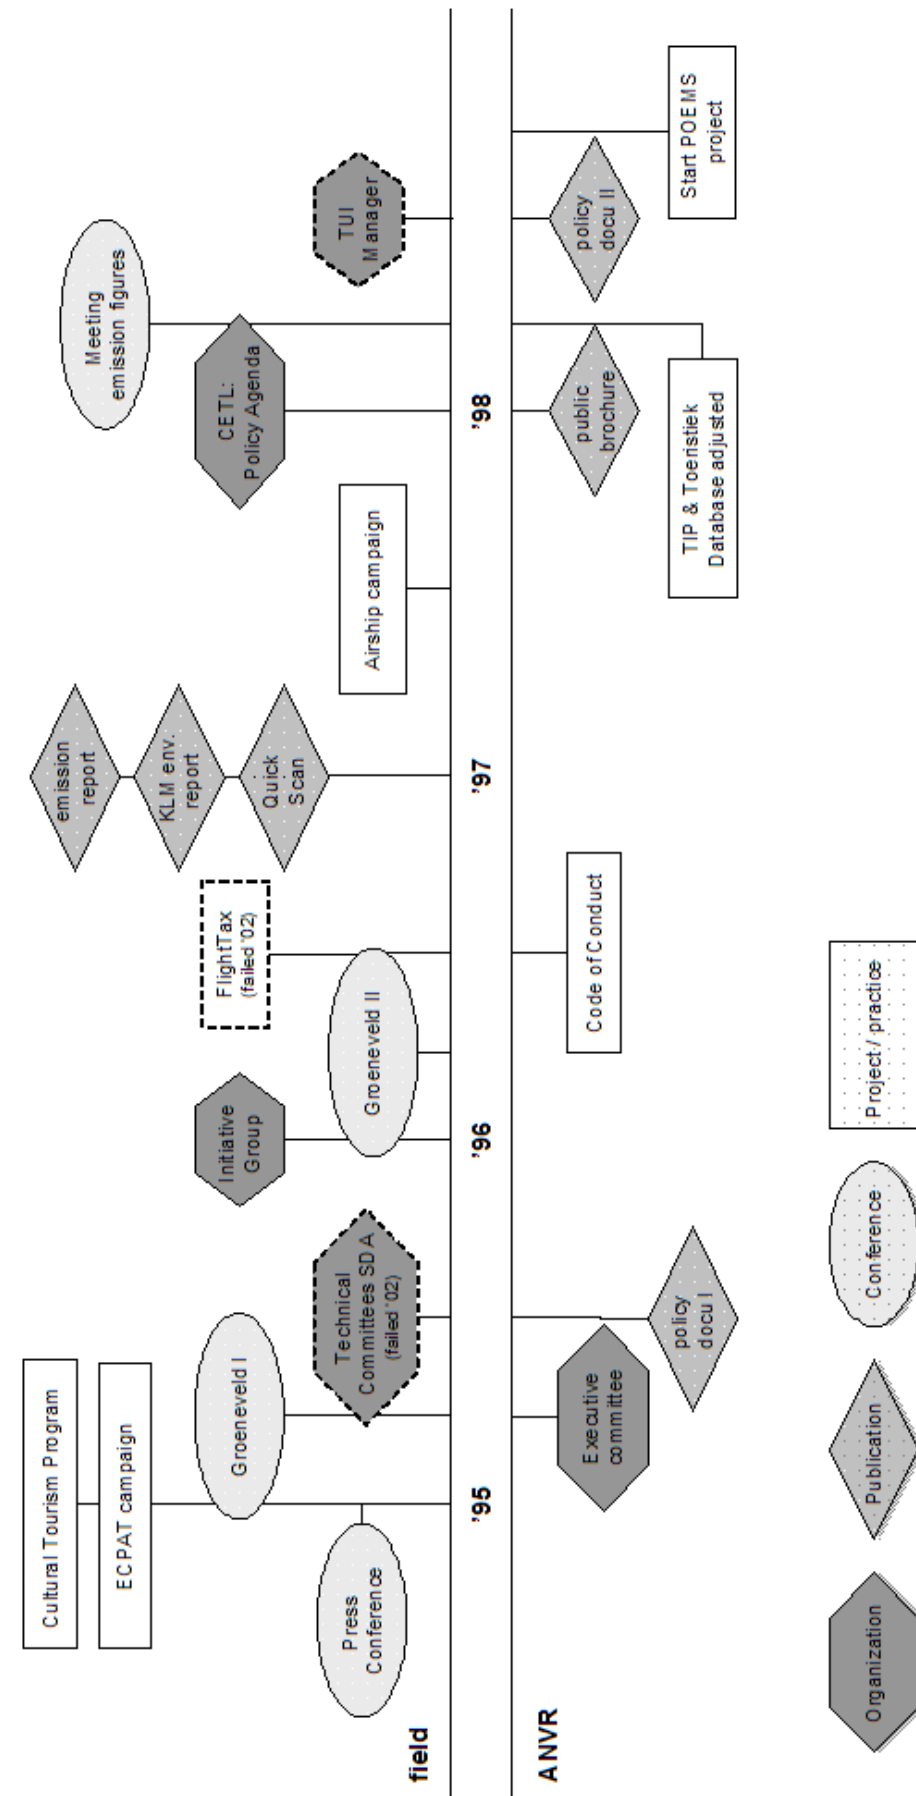 Cultural Tourism Program
ECPAT campaign
Press
Conference
Groeneveld I
Technical
Committees SDA
(failed '02)
Initiative
Group
Groeneveld II
FlightTax
(failed '02)
emission
report
KLM env.
report
Quick
Scan
Airship campaign
CETL:
Policy Agenda
Meeting
emission figures
TUI
Manager
field
'95
'96
'97
'98
ANVR
Executive
committee
policy
docu I
Code of Conduct
public
brochure
TIP & Toeristiek
Database adjusted
policy
docu II
Start POEMS
project
Organization
Publication
Conference
Project / practice